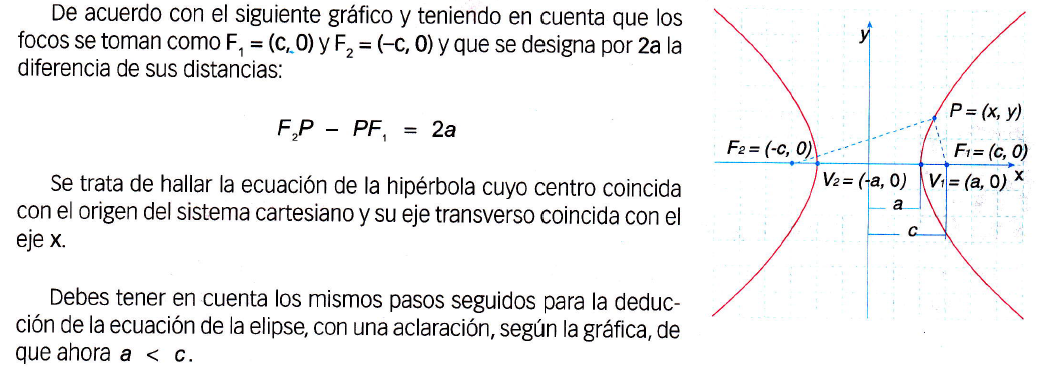 De acuerdo con el siguiente gráfico y teniendo en cuenta que los
focos se toman como F₁ = (c, 0) y F₂ = (–c, 0) y que se designa por 2a la
diferencia de sus distancias:
F₂P – PF₁ = 2a
Se trata de hallar la ecuación de la hipérbola cuyo centro coincida
con el origen del sistema cartesiano y su eje transverso coincida con el
eje x.
Debes tener en cuenta los mismos pasos seguidos para la deduc-
ción de la ecuación de la elipse, con una aclaración, según la gráfica, de
que ahora a < c.
y
P = (x, y)
F₂ = (-c, 0)
F₁ = (c, 0)
V₂ = (-a, 0)
V₁ = (a, 0)
x
a
c